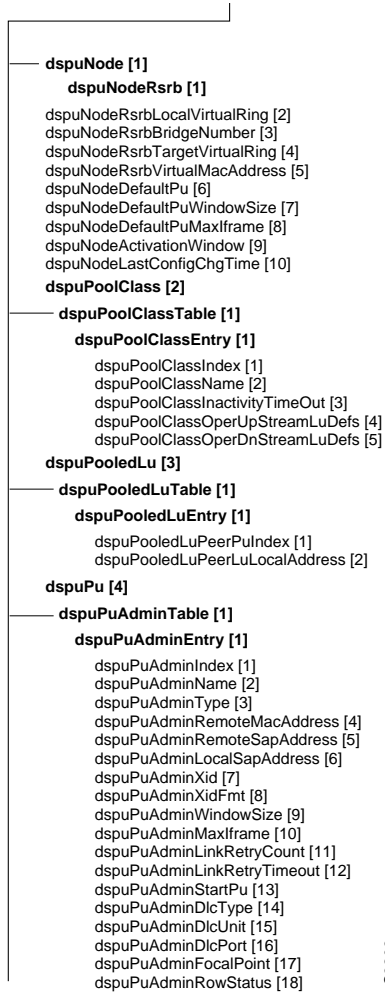 dspuNode [1]
dspuNodeRsrb [1]
dspuNodeRsrbLocalVirtualRing [2]
dspuNodeRsrbBridgeNumber [3]
dspuNodeRsrbTargetVirtualRing [4]
dspuNodeRsrbVirtualMacAddress [5]
dspuNodeDefaultPu [6]
dspuNodeDefaultPuWindowSize [7]
dspuNodeDefaultPuMaxIframe [8]
dspuNodeActivationWindow [9]
dspuNodeLastConfigChgTime [10]
dspuPoolClass [2]
dspuPoolClassTable [1]
dspuPoolClassEntry [1]
dspuPoolClassIndex [1]
dspuPoolClassName [2]
dspuPoolClassInactivityTimeOut [3]
dspuPoolClassOperUpStreamLuDefs [4]
dspuPoolClassOperDnStreamLuDefs [5]
dspuPooledLu [3]
dspuPooledLuTable [1]
dspuPooledLuEntry [1]
dspuPooledLuPeerPuIndex [1]
dspuPooledLuPeerLuLocalAddress [2]
dspuPu [4]
dspuPuAdminTable [1]
dspuPuAdminEntry [1]
dspuPuAdminIndex [1]
dspuPuAdminName [2]
dspuPuAdminType [3]
dspuPuAdminRemoteMacAddress [4]
dspuPuAdminRemoteSapAddress [5]
dspuPuAdminLocalSapAddress [6]
dspuPuAdminXid [7]
dspuPuAdminXidFmt [8]
dspuPuAdminWindowSize [9]
dspuPuAdminMaxIframe [10]
dspuPuAdminLinkRetryCount [11]
dspuPuAdminLinkRetryTimeout [12]
dspuPuAdminStartPu [13]
dspuPuAdminDlcType [14]
dspuPuAdminDlcUnit [15]
dspuPuAdminDlcPort [16]
dspuPuAdminFocalPoint [17]
dspuPuAdminRowStatus [18]